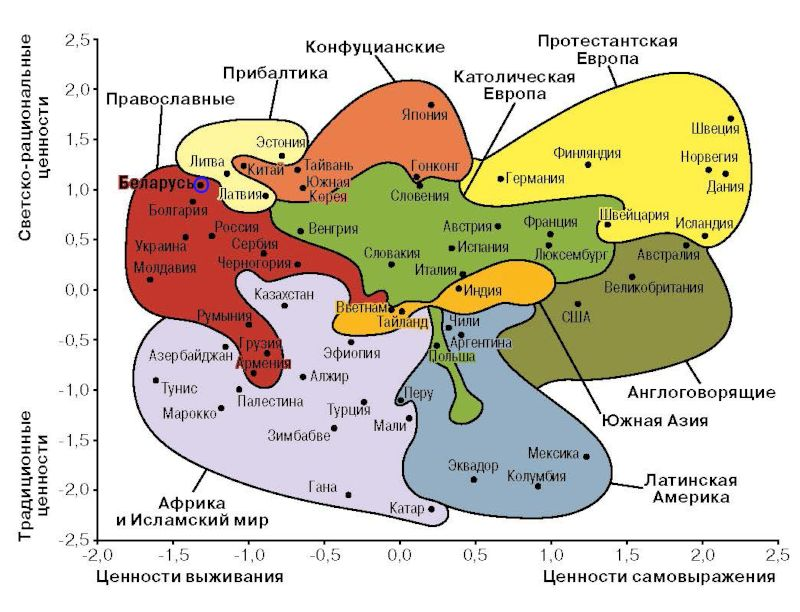 Светско-рациональные
ценности
Традиционные
ценности
2,5
2,0
1,5
1,0
0,5
0,0
-0,5
-1,0
-1,5
-2,0
-2,5
-2,0
-1,5
-1,0
-0,5
0,0
0,5
1,0
1,5
2,0
2,5
Ценности выживания
Ценности самовыражения
Православные
Прибалтика
Конфуцианские
Католическая
Европа
Протестантская
Европа
Япония
Швеция
Эстония
Литва
Китай
Тайвань
Гонконг
Финляндия
Норвегия
Беларусь
Латвия
Южная
Корея
Словения
Германия
Дания
Болгария
Россия
Венгрия
Австрия
Франция
Швейцария
Исландия
Украина
Сербия
Словакия
Испания
Люксембург
Австралия
Молдавия
Черногория
Италия
Великобритания
Казахстан
Вьетнам
Индия
Румыния
Таиланд
Чили
США
Азербайджан
Грузия
Эфиопия
Аргентина
Армения
Польша
Тунис
Алжир
Перу
Англоговорящие
Марокко
Палестина
Турция
Мали
Южная Азия
Зимбабве
Мексика
Эквадор
Колумбия
Латинская
Америка
Гана
Катар
Африка
и Исламский мир